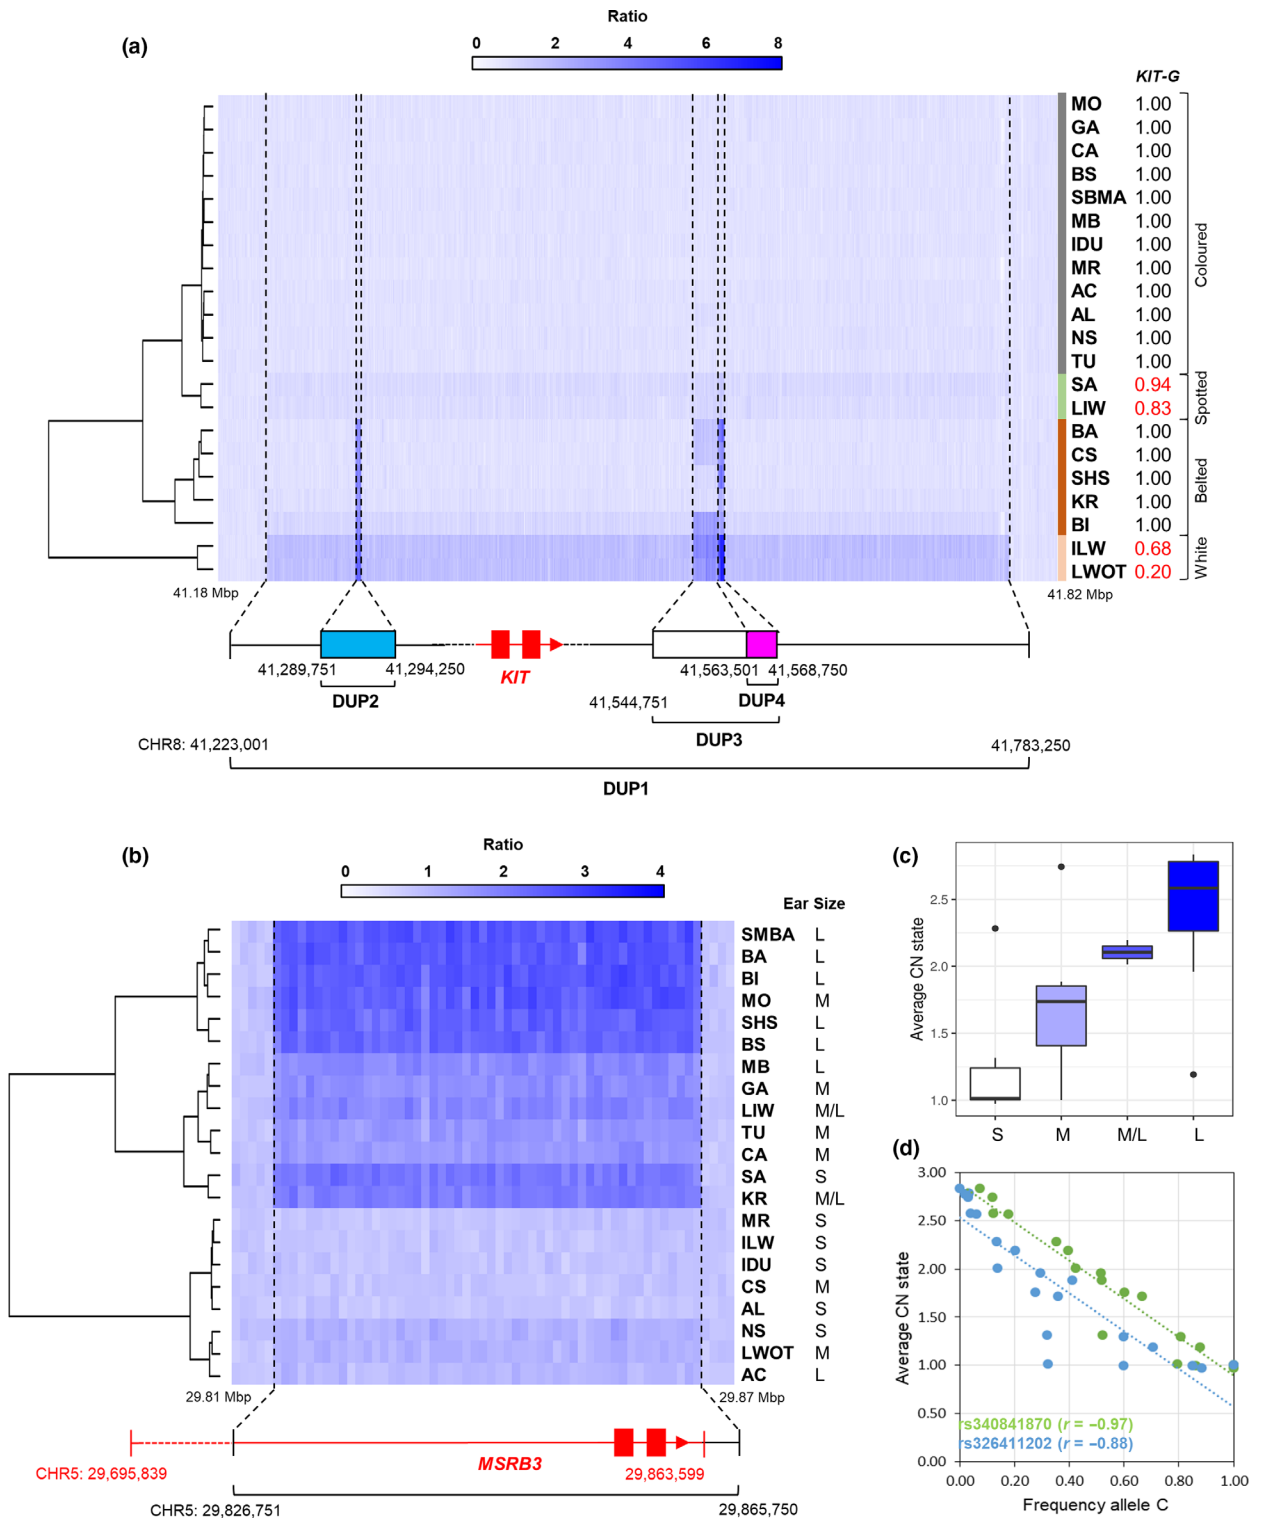 (a)
Ratio
0 2 4 6 8
KIT-G
MO 1.00
GA 1.00
CA 1.00
BS 1.00
SBMA 1.00
MB 1.00
IDU 1.00
MR 1.00
AC 1.00
AL 1.00
NS 1.00
TU 1.00
Coloured
SA 0.94
LIW 0.83
Spotted
BA 1.00
CS 1.00
SHS 1.00
KR 1.00
BI 1.00
Belted
ILW 0.68
LWOT 0.20
White
41.18 Mbp
41.82 Mbp
41,289,751
41,294,250
DUP2
KIT
41,563,501
41,568,750
DUP4
41,544,751
DUP3
CHR8: 41,223,001
41,783,250
DUP1
(b)
Ratio
0 1 2 3 4
Ear Size
SMBA L
BA L
BI L
MO M
SHS L
BS L
MB L
GA M
LIW M/L
TU M
CA M
SA S
KR M/L
MR S
ILW S
IDU S
CS M
AL S
NS S
LWOT M
AC L
29.81 Mbp
29.87 Mbp
MSRB3
CHR5: 29,695,839
29,863,599
CHR5: 29,826,751
29,865,750
(c)
Average CN state
2.5
2.0
1.5
1.0
S M M/L L
(d)
Average CN state
3.00
2.50
2.00
1.50
1.00
0.50
0.00
rs340841870 (r = −0.97)
rs326411202 (r = −0.88)
0.00 0.20 0.40 0.60 0.80 1.00
Frequency allele C